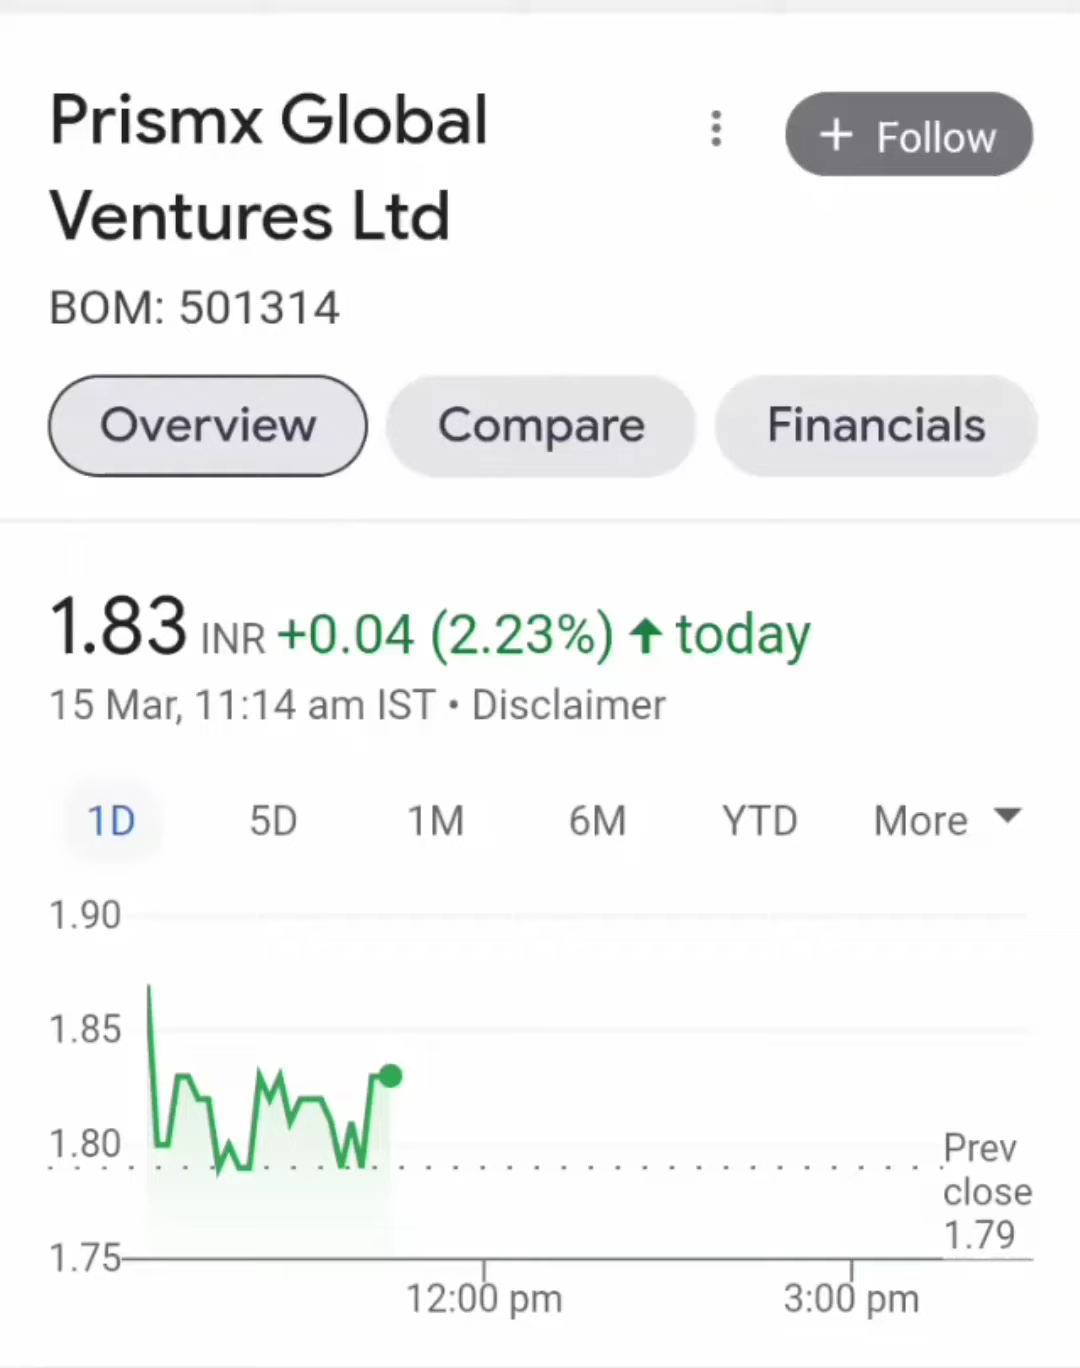 Prismx Global
Ventures Ltd
+ Follow
BOM: 501314
Overview Compare Financials
1.83 INR +0.04 (2.23%) ↑ today
15 Mar, 11:14 am IST • Disclaimer
1D 5D 1M 6M YTD More
1.90
1.85
1.80
1.75
Prev
close
1.79
12:00 pm 3:00 pm